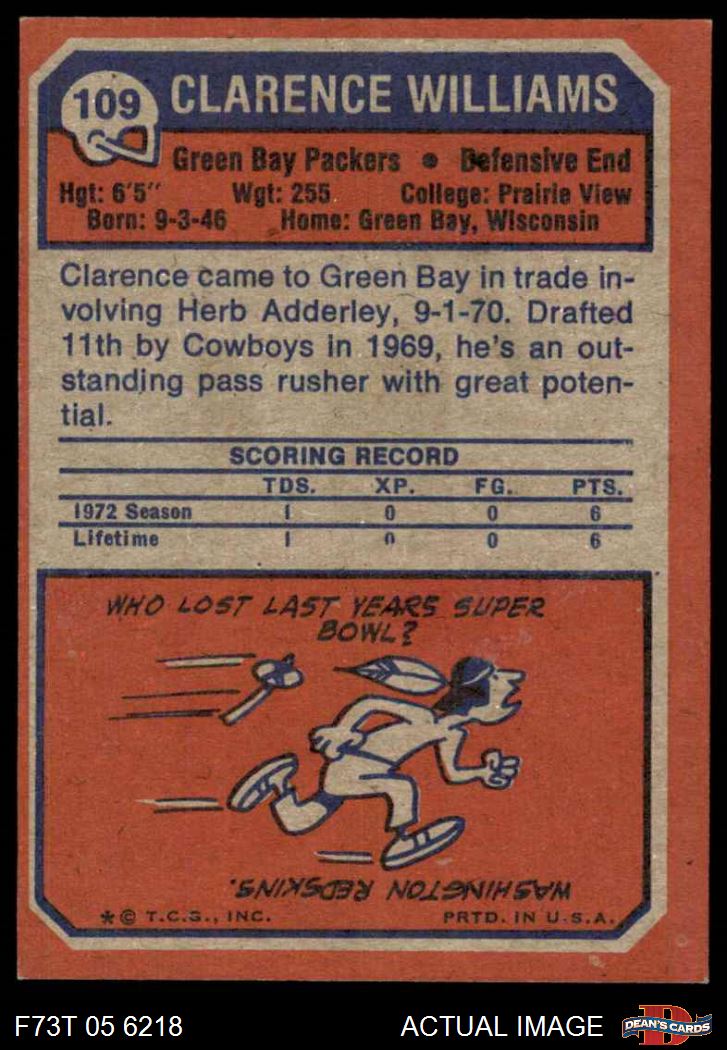 109
CLARENCE WILLIAMS
Green Bay Packers • Defensive End
Hgt: 6'5" Wgt: 255 College: Prairie View
Born: 9-3-46 Home: Green Bay, Wisconsin
Clarence came to Green Bay in trade in-
volving Herb Adderley, 9-1-70. Drafted
11th by Cowboys in 1969, he's an out-
standing pass rusher with great poten-
tial.
SCORING RECORD
TDS. XP. FG. PTS.
1972 Season 1 0 0 6
Lifetime 1 0 0 6
WHO LOST LAST YEARS SUPER
BOWL?
WASHINGTON REDSKINS.
*© T.C.G., INC. PRTD. IN U.S.A.
F73T 05 6218 ACTUAL IMAGE
D
DEAN'S CARDS